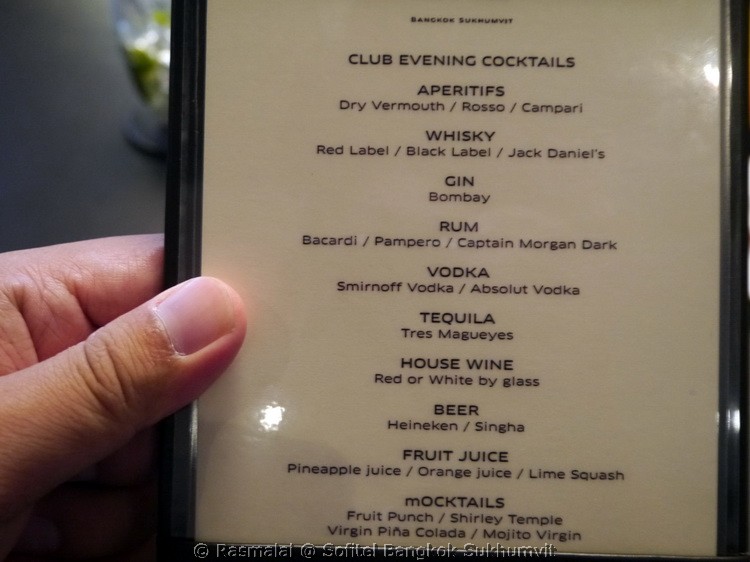 BANGKOK SUKHUMVIT
CLUB EVENING COCKTAILS
APERITIFS
Dry Vermouth / Rosso / Campari
WHISKY
Red Label / Black Label / Jack Daniel's
GIN
Bombay
RUM
Bacardi / Pampero / Captain Morgan Dark
VODKA
Smirnoff Vodka / Absolut Vodka
TEQUILA
Tres Magueyes
HOUSE WINE
Red or White by glass
BEER
Heineken / Singha
FRUIT JUICE
Pineapple juice / Orange juice / Lime Squash
mOCKTAILS
Fruit Punch / Shirley Temple
Virgin Piña Colada / Mojito Virgin
© Rasmalai @ Sofitel Bangkok Sukhumvit